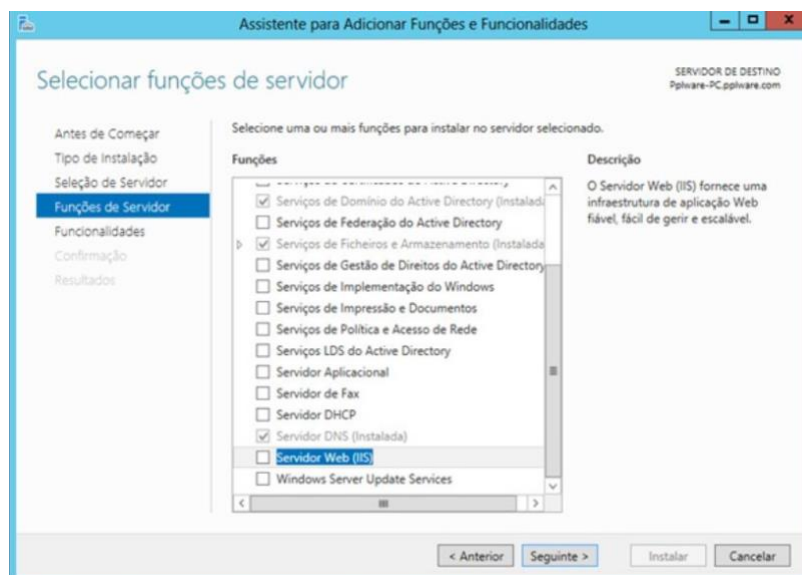 Assistente para Adicionar Funções e Funcionalidades
Selecionar funções de servidor
SERVIDOR DE DESTINO
Pplware-PC.pplware.com
Antes de Começar
Tipo de Instalação
Seleção de Servidor
Funções de Servidor
Funcionalidades
Confirmação
Resultados
Selecione uma ou mais funções para instalar no servidor selecionado.
Funções
Serviços de Domínio do Active Directory (Instalada
Serviços de Federação do Active Directory
Serviços de Ficheiros e Armazenamento (Instalada
Serviços de Gestão de Direitos do Active Directory
Serviços de Implementação do Windows
Serviços de Impressão e Documentos
Serviços de Política e Acesso de Rede
Serviços LDS do Active Directory
Servidor Aplicacional
Servidor de Fax
Servidor DHCP
Servidor DNS (Instalada)
Servidor Web (IIS)
Windows Server Update Services
Descrição
O Servidor Web (IIS) fornece uma
infraestrutura de aplicação Web
fiável, fácil de gerir e escalável.
< Anterior
Seguinte >
Instalar
Cancelar